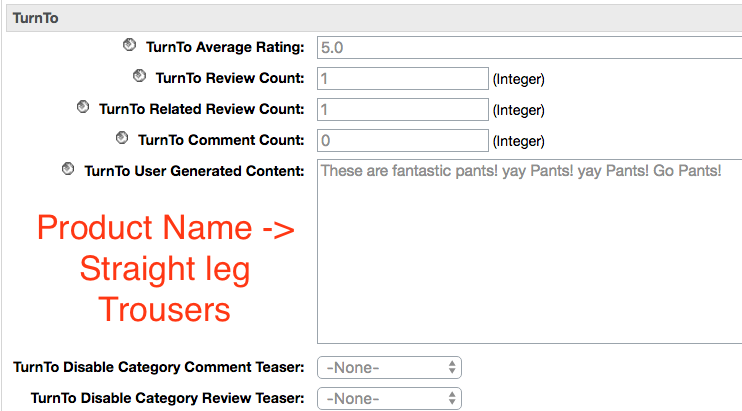 TurnTo
TurnTo Average Rating: 5.0
TurnTo Review Count: 1 (Integer)
TurnTo Related Review Count: 1 (Integer)
TurnTo Comment Count: 0 (Integer)
TurnTo User Generated Content: These are fantastic pants! yay Pants! yay Pants! Go Pants!
Product Name ->
Straight leg
Trousers
TurnTo Disable Category Comment Teaser: -None-
TurnTo Disable Category Review Teaser: -None-